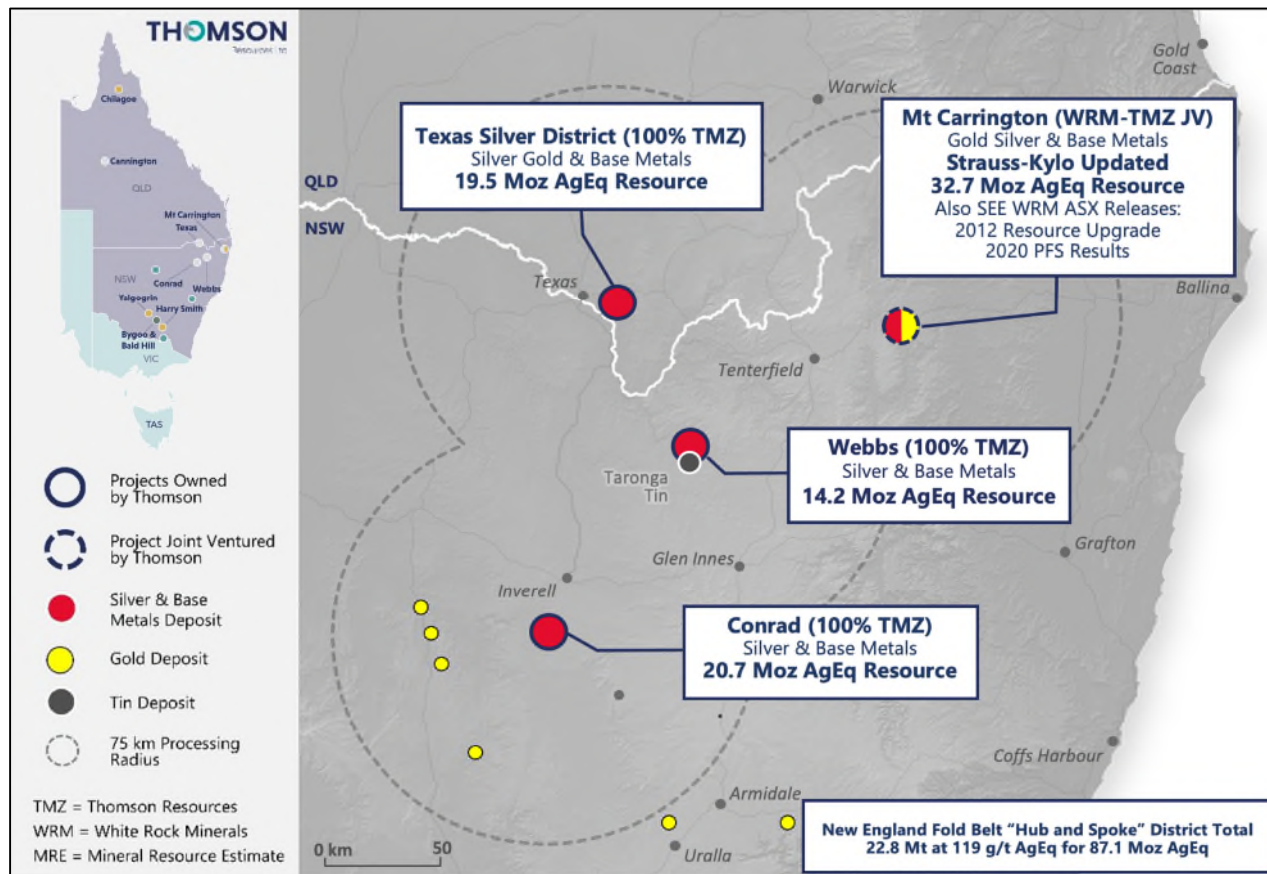 THOMSON
Resources Ltd
Chilagoe
Cannington
QLD
Mt Carrington
Texas
NSW
Conrad
Webbs
Yalgogrin
Harry Smith
Bygoo &
Bald Hill
VIC
TAS
Projects Owned
by Thomson
Project Joint Ventured
by Thomson
Silver & Base
Metals Deposit
Gold Deposit
Tin Deposit
75 km Processing
Radius
TMZ = Thomson Resources
WRM = White Rock Minerals
MRE = Mineral Resource Estimate
Gold
Coast
Warwick
Texas Silver District (100% TMZ)
Silver Gold & Base Metals
19.5 Moz AgEq Resource
Mt Carrington (WRM-TMZ JV)
Gold Silver & Base Metals
Strauss-Kylo Updated
32.7 Moz AgEq Resource
Also SEE WRM ASX Releases:
2012 Resource Upgrade
2020 PFS Results
QLD
NSW
Texas
Ballina
Tenterfield
Webbs (100% TMZ)
Silver & Base Metals
14.2 Moz AgEq Resource
Taronga
Tin
Glen Innes
Grafton
Inverell
Conrad (100% TMZ)
Silver & Base Metals
20.7 Moz AgEq Resource
Coffs Harbour
Armidale
Uralla
0 km
50
New England Fold Belt “Hub and Spoke” District Total
22.8 Mt at 119 g/t AgEq for 87.1 Moz AgEq